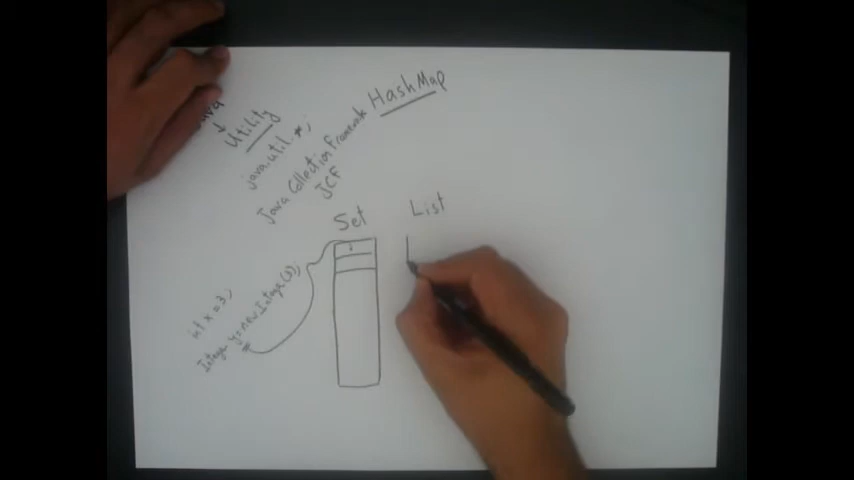 HashMap
Utility
java.util.*;
Java Collection Framework
JCF
Set
List
int x = 3;
Integer y = new Integer(3);